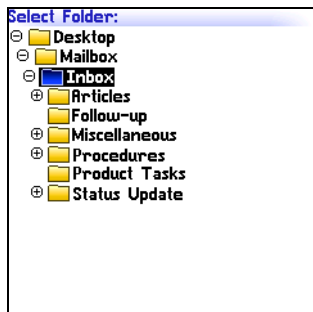 Select Folder:
Desktop
Mailbox
Inbox
Articles
Follow-up
Miscellaneous
Procedures
Product Tasks
Status Update